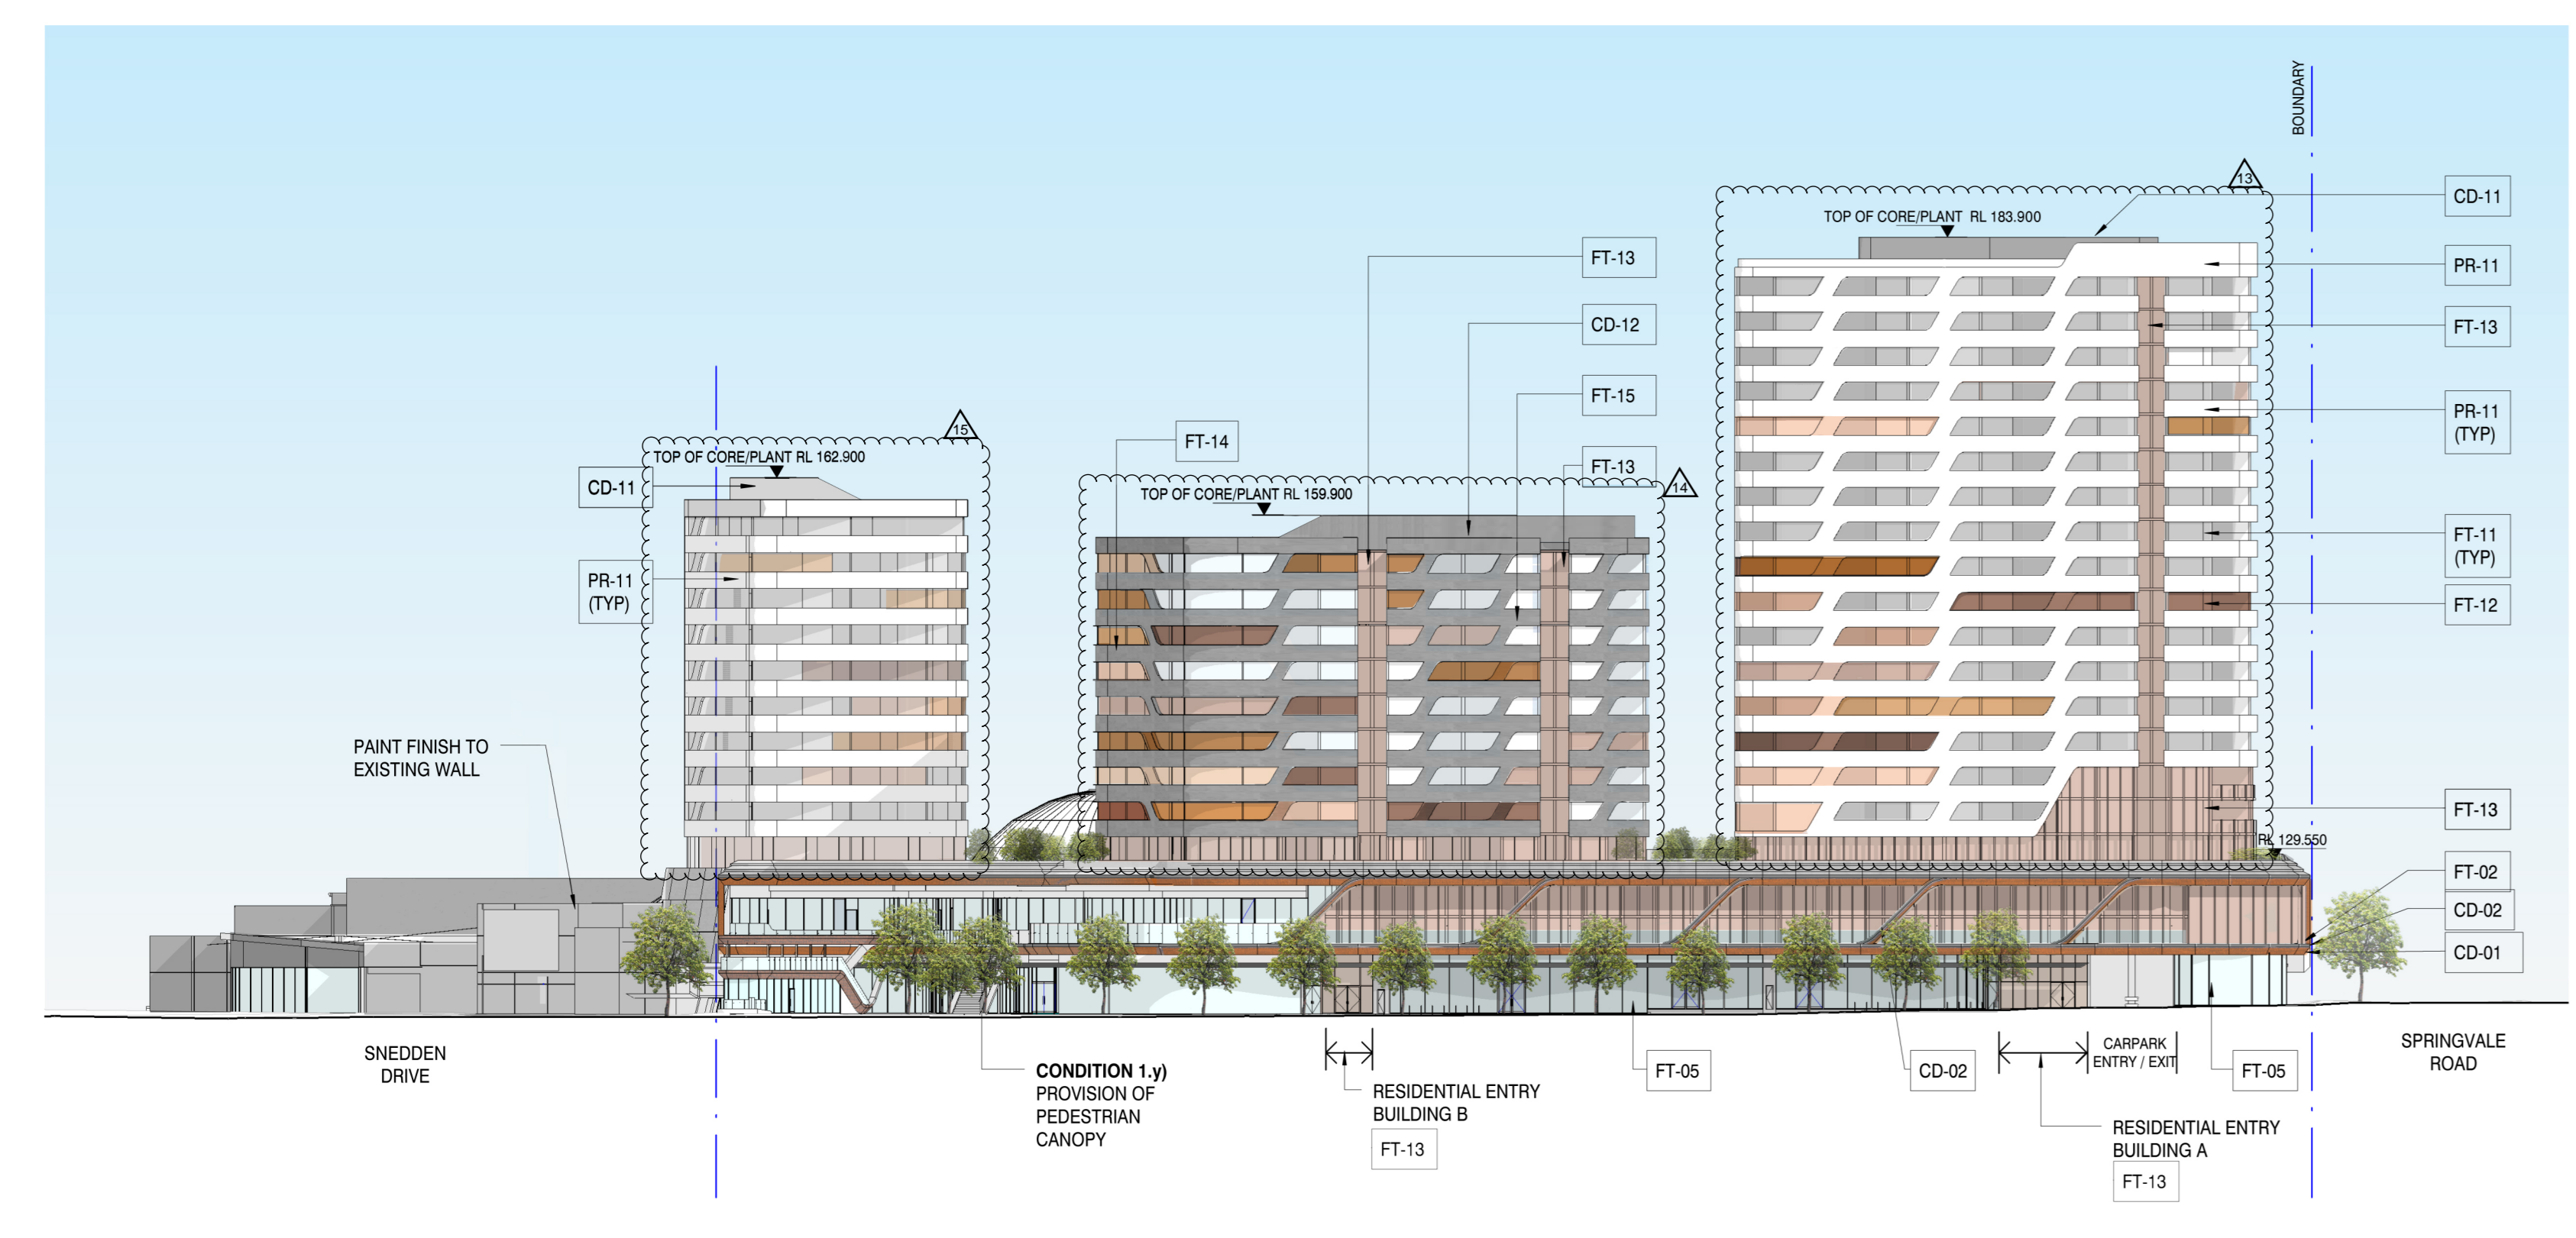 BOUNDARY
13
CD-11
TOP OF CORE/PLANT RL 183.900
FT-13
PR-11
CD-12
FT-13
FT-15
PR-11
(TYP)
15
FT-14
TOP OF CORE/PLANT RL 162.900
FT-13
CD-11
14
TOP OF CORE/PLANT RL 159.900
FT-11
(TYP)
PR-11
(TYP)
FT-12
PAINT FINISH TO
EXISTING WALL
FT-13
RL 129.550
FT-02
CD-02
CD-01
SNEDDEN
DRIVE
CONDITION 1.y)
PROVISION OF
PEDESTRIAN
CANOPY
RESIDENTIAL ENTRY
BUILDING B
FT-13
FT-05
CD-02
CARPARK
ENTRY / EXIT
FT-05
RESIDENTIAL ENTRY
BUILDING A
FT-13
SPRINGVALE
ROAD